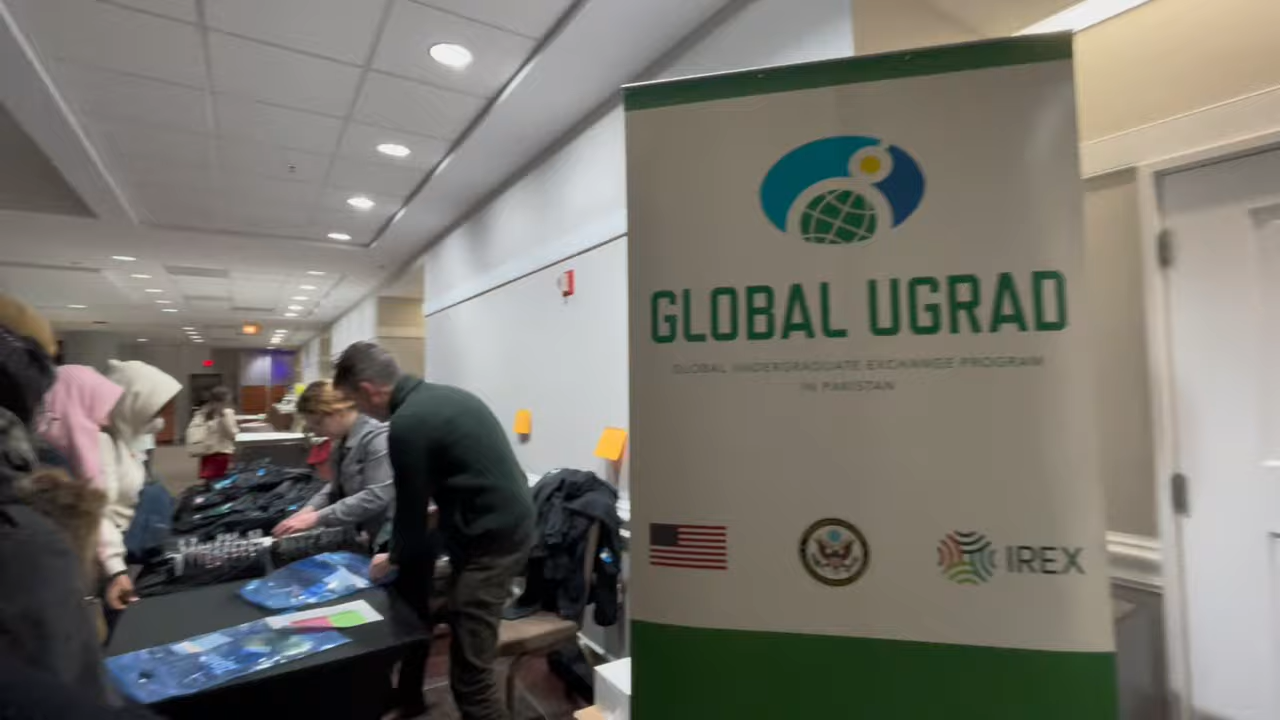 GLOBAL UGRAD
GLOBAL UNDERGRADUATE EXCHANGE PROGRAM
IN PAKISTAN
IREX